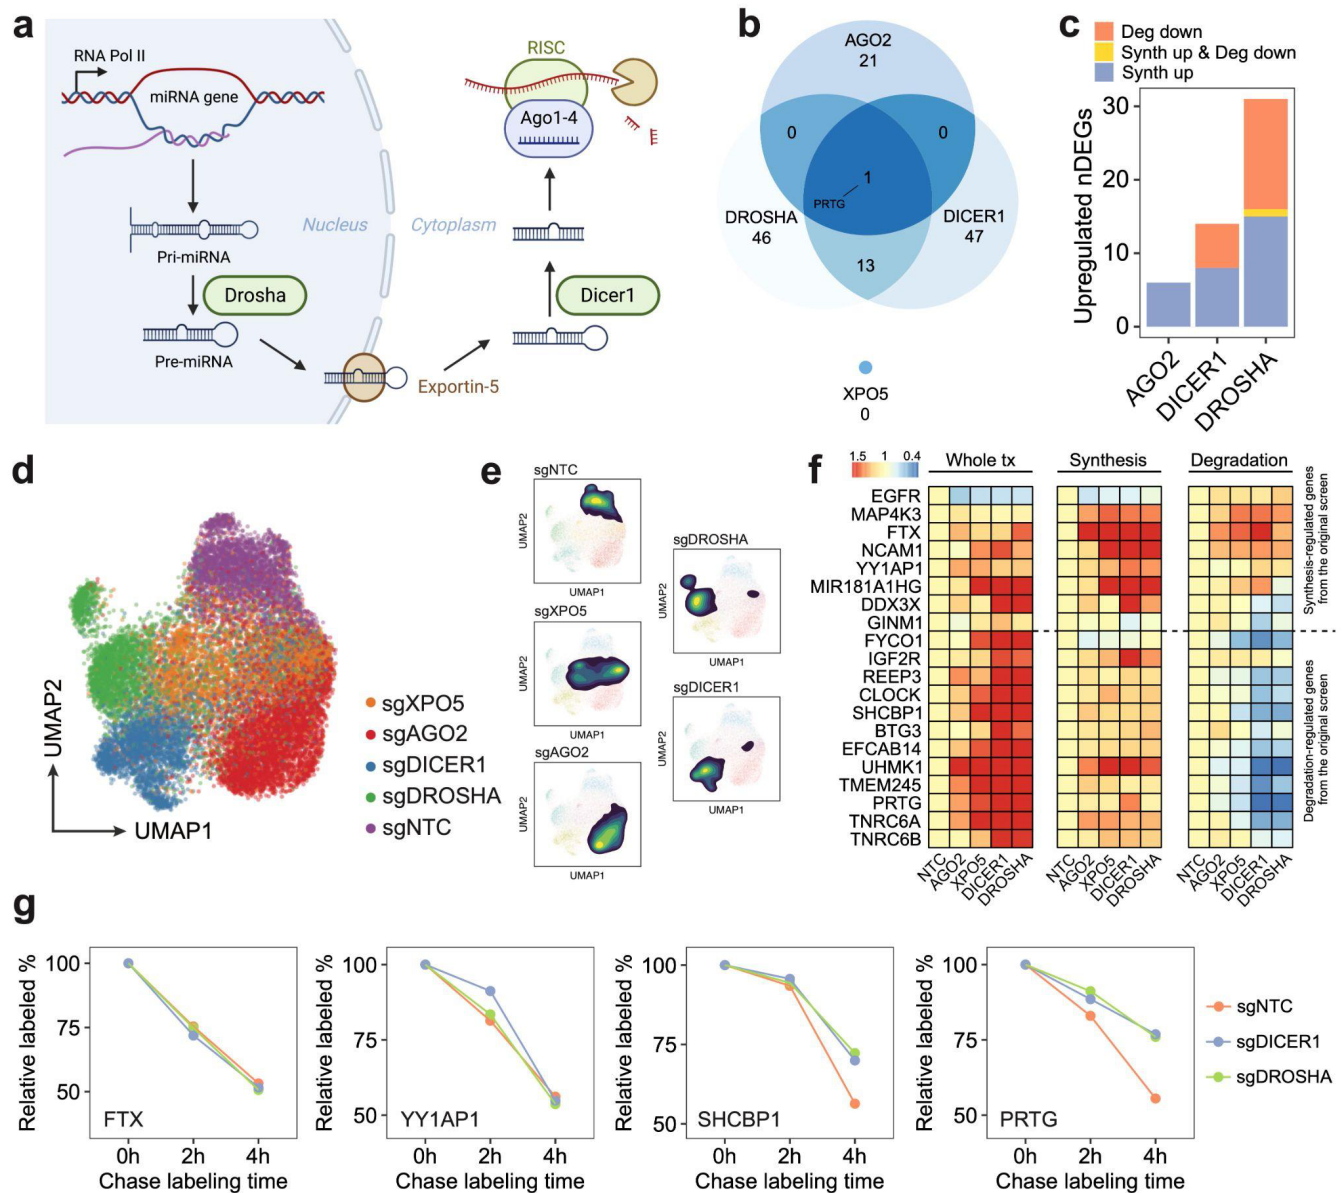 a
RNA Pol II
miRNA gene
Pri-miRNA
Drosha
Pre-miRNA
Nucleus
Cytoplasm
Exportin-5
RISC
Ago1-4
Dicer1
b
AGO2
21
0
0
1
PRTG
DROSHA
46
DICER1
47
13
XPO5
0
c
Deg down
Synth up & Deg down
Synth up
Upregulated nDEGs
30
20
10
0
AGO2
DICER1
DROSHA
d
UMAP2
UMAP1
sgXPO5
sgAGO2
sgDICER1
sgDROSHA
sgNTC
e
sgNTC
UMAP2
UMAP1
sgXPO5
UMAP2
UMAP1
sgAGO2
UMAP2
UMAP1
sgDROSHA
UMAP2
UMAP1
sgDICER1
UMAP2
UMAP1
f
1.5 1 0.4
Whole tx
Synthesis
Degradation
EGFR
MAP4K3
FTX
NCAM1
YY1AP1
MIR181A1HG
DDX3X
GINM1
FYCO1
IGF2R
REEP3
CLOCK
SHCBP1
BTG3
EFCAB14
UHMK1
TMEM245
PRTG
TNRC6A
TNRC6B
NTC AGO2 XPO5 DICER1 DROSHA
NTC AGO2 XPO5 DICER1 DROSHA
NTC AGO2 XPO5 DICER1 DROSHA
Synthesis-regulated genes
from the original screen
Degradation-regulated genes
from the original screen
g
Relative labeled %
100
75
50
FTX
0h 2h 4h
Chase labeling time
Relative labeled %
100
75
50
YY1AP1
0h 2h 4h
Chase labeling time
Relative labeled %
100
75
50
SHCBP1
0h 2h 4h
Chase labeling time
Relative labeled %
100
75
50
PRTG
0h 2h 4h
Chase labeling time
sgNTC
sgDICER1
sgDROSHA